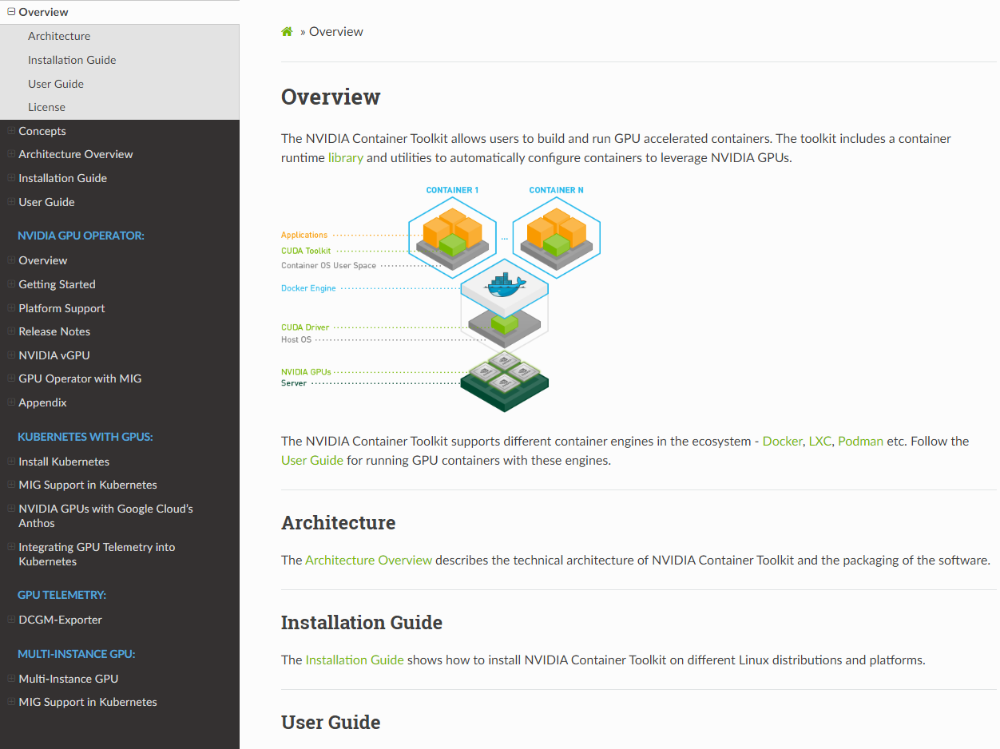 Overview
Architecture
Installation Guide
User Guide
License
Concepts
Architecture Overview
Installation Guide
User Guide
NVIDIA GPU OPERATOR:
Overview
Getting Started
Platform Support
Release Notes
NVIDIA vGPU
GPU Operator with MIG
Appendix
KUBERNETES WITH GPUS:
Install Kubernetes
MIG Support in Kubernetes
NVIDIA GPUs with Google Cloud's
Anthos
Integrating GPU Telemetry into
Kubernetes
GPU TELEMETRY:
DCGM-Exporter
MULTI-INSTANCE GPU:
Multi-Instance GPU
MIG Support in Kubernetes
» Overview
Overview
The NVIDIA Container Toolkit allows users to build and run GPU accelerated containers. The toolkit includes a container
runtime library and utilities to automatically configure containers to leverage NVIDIA GPUs.
CONTAINER 1 CONTAINER N
Applications
...
CUDA Toolkit
Container OS User Space
Docker Engine
CUDA Driver
Host OS
NVIDIA GPUs
Server
The NVIDIA Container Toolkit supports different container engines in the ecosystem - Docker, LXC, Podman etc. Follow the
User Guide for running GPU containers with these engines.
Architecture
The Architecture Overview describes the technical architecture of NVIDIA Container Toolkit and the packaging of the software.
Installation Guide
The Installation Guide shows how to install NVIDIA Container Toolkit on different Linux distributions and platforms.
User Guide